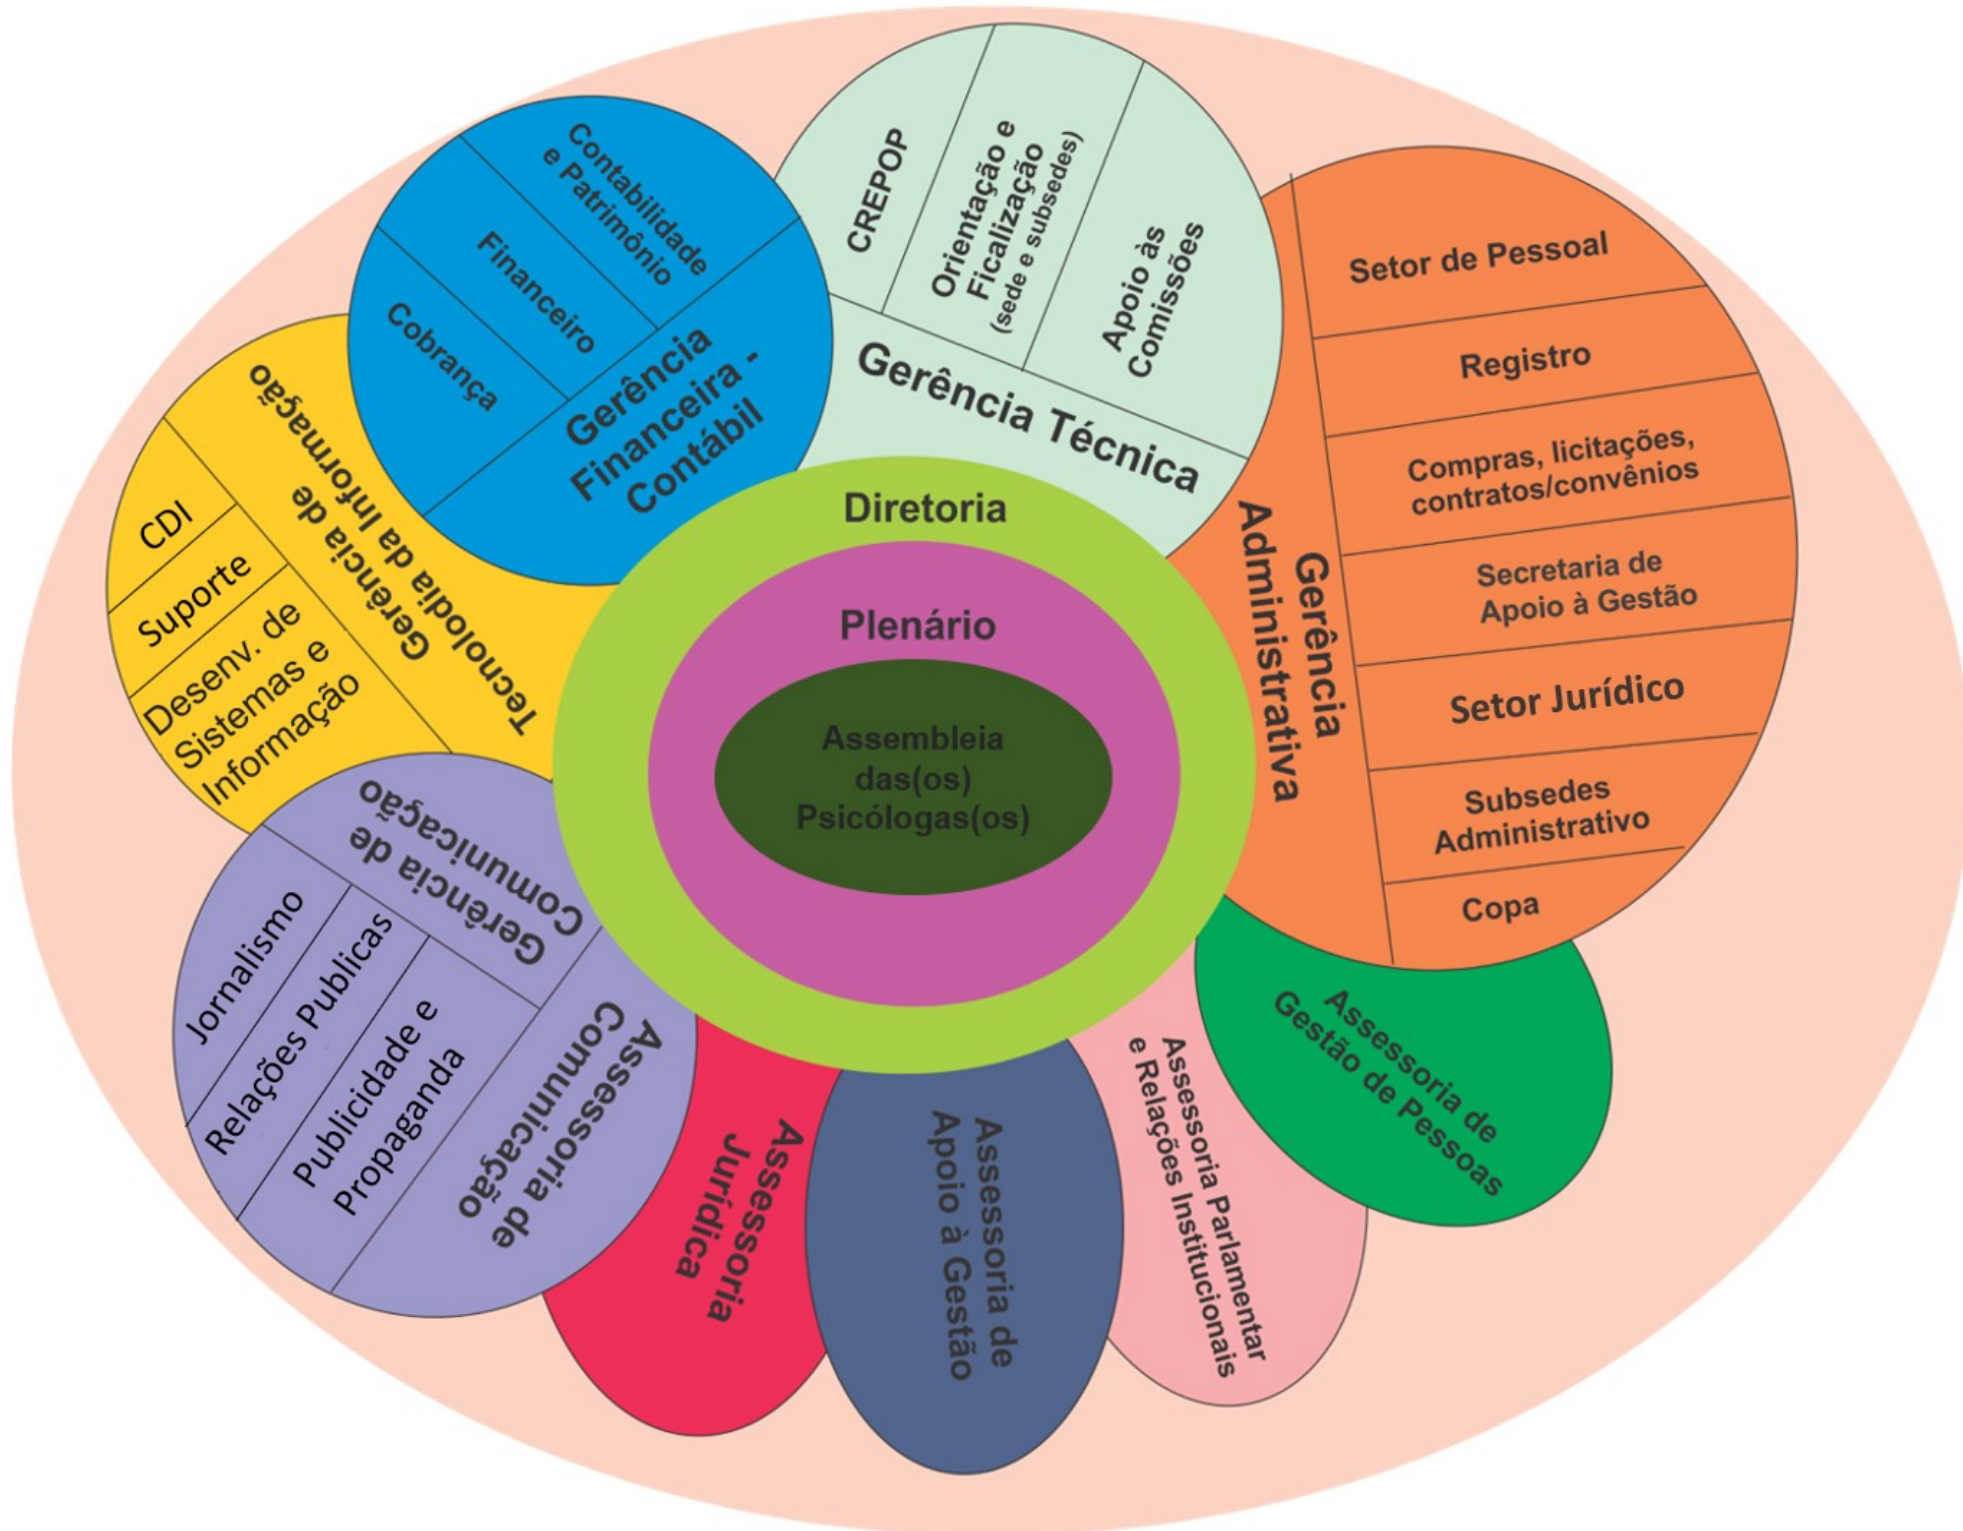 CREPOP
Orientação e
Ficalização
(sede e subsedes)
Apoio às
Comissões
Gerência Técnica
Contabilidade
e Patrimônio
Financeiro
Cobrança
Gerência
Financeira -
Contábil
Setor de Pessoal
Registro
Compras, licitações,
contratos/convênios
Secretaria de
Apoio à Gestão
Setor Jurídico
Subsedes
Administrativo
Copa
Gerência
Administrativa
Gerência de
Tecnolodia da Informação
CDI
Suporte
Desenv. de
Sistemas e
Informação
Diretoria
Plenário
Assembleia
das(os)
Psicólogas(os)
Gerência de
Comunicação
Jornalismo
Relações Publicas
Publicidade e
Propaganda
Assessoria de
Comunicação
Assessoria
Jurídica
Assessoria de
Apoio à Gestão
Assessoria Parlamentar
e Relações Institucionais
Assessoria de
Gestão de Pessoas